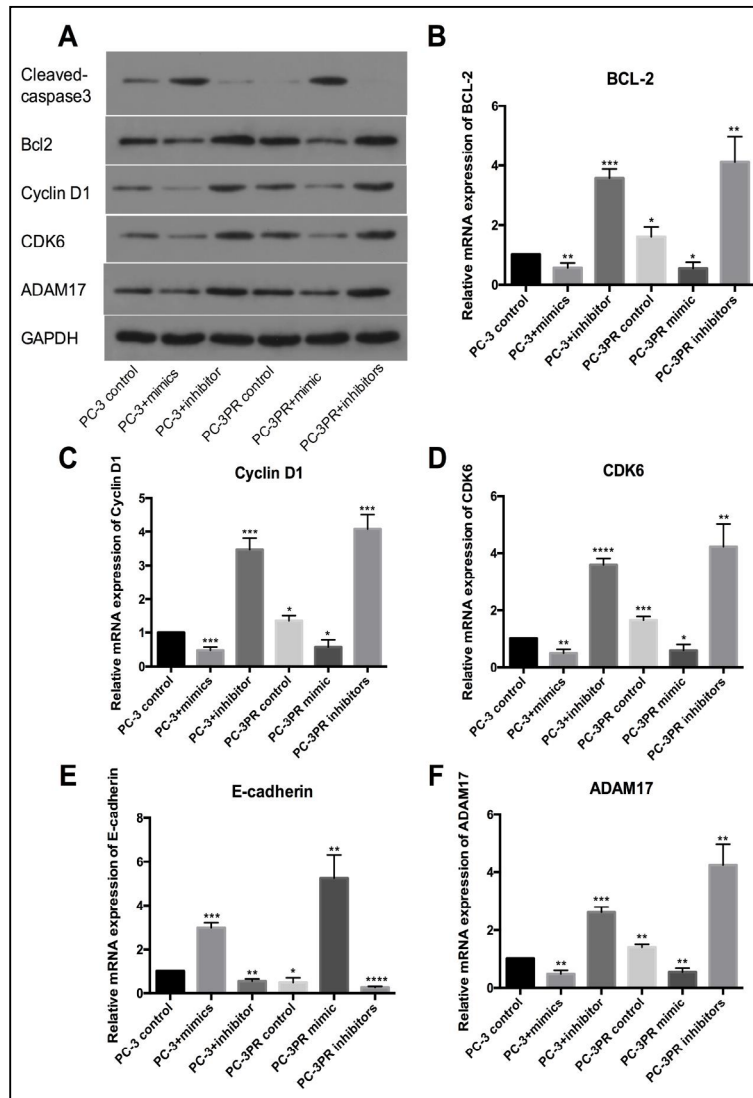 A
Cleaved-
caspase3
Bcl2
Cyclin D1
CDK6
ADAM17
GAPDH
PC-3 control
PC-3+mimics
PC-3+inhibitor
PC-3PR control
PC-3PR+mimic
PC-3PR+inhibitors
B
BCL-2
Relative mRNA expression of BCL-2
6
4
2
0
**
***
*
*
**
PC-3 control
PC-3+mimics
PC-3+inhibitor
PC-3PR control
PC-3PR mimic
PC-3PR inhibitors
C
Cyclin D1
Relative mRNA expression of Cyclin D1
5
4
3
2
1
0
***
***
*
*
***
PC-3 control
PC-3+mimics
PC-3+inhibitor
PC-3PR control
PC-3PR mimic
PC-3PR inhibitors
D
CDK6
Relative mRNA expression of CDK6
6
4
2
0
**
****
***
*
**
PC-3 control
PC-3+mimics
PC-3+inhibitor
PC-3PR control
PC-3PR mimic
PC-3PR inhibitors
E
E-cadherin
Relative mRNA expression of E-cadherin
8
6
4
2
0
***
**
*
**
****
PC-3 control
PC-3+mimics
PC-3+inhibitor
PC-3PR control
PC-3PR mimic
PC-3PR inhibitors
F
ADAM17
Relative mRNA expression of ADAM17
6
4
2
0
**
***
**
**
**
PC-3 control
PC-3+mimics
PC-3+inhibitor
PC-3PR control
PC-3PR mimic
PC-3PR inhibitors